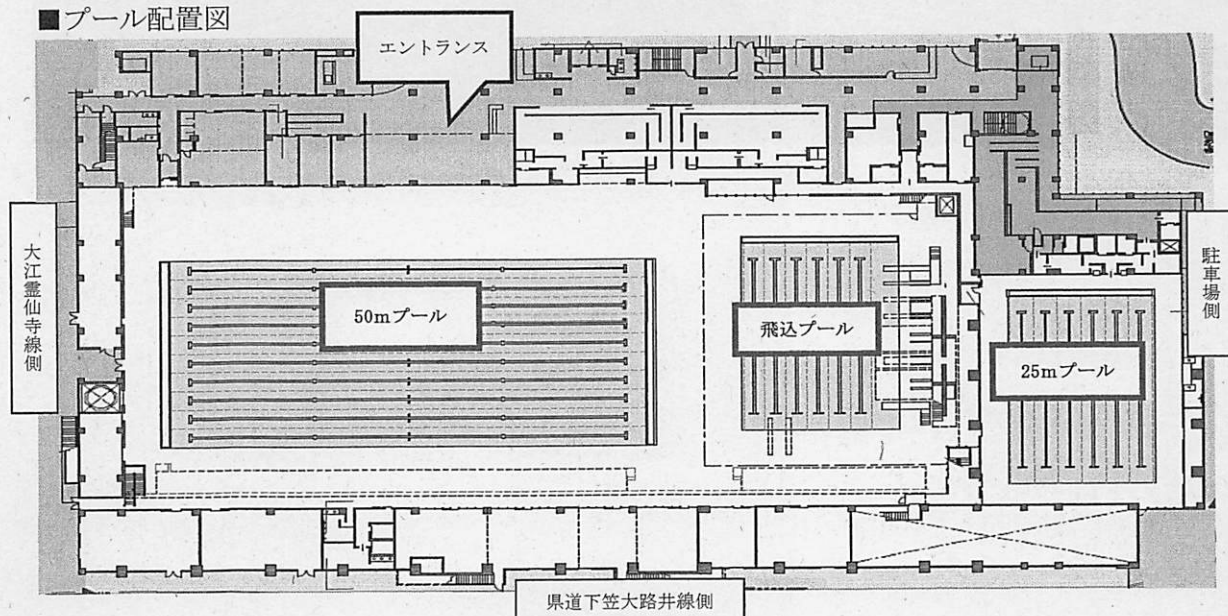 ■プール配置図
エントランス
大江霊仙寺線側
50mプール
飛込プール
25mプール
駐車場側
県道下笠大路井線側